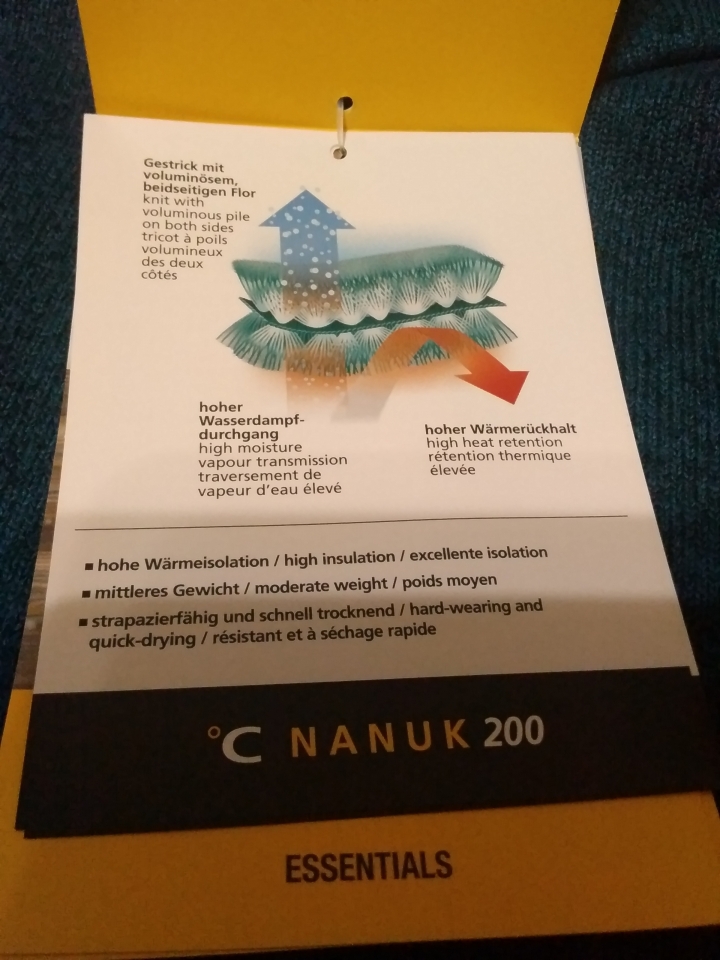 Gestrick mit
voluminösem,
beidseitigen Flor
knit with
voluminous pile
on both sides
tricot à poils
volumineux
des deux
côtés
hoher
Wasserdampf-
durchgang
high moisture
vapour transmission
traversement de
vapeur d'eau élevé
hoher Wärmerückhalt
high heat retention
rétention thermique
élevée
▪ hohe Wärmeisolation / high insulation / excellente isolation
▪ mittleres Gewicht / moderate weight / poids moyen
▪ strapazierfähig und schnell trocknend / hard-wearing and
quick-drying / résistant et à séchage rapide
°C NANUK 200
ESSENTIALS